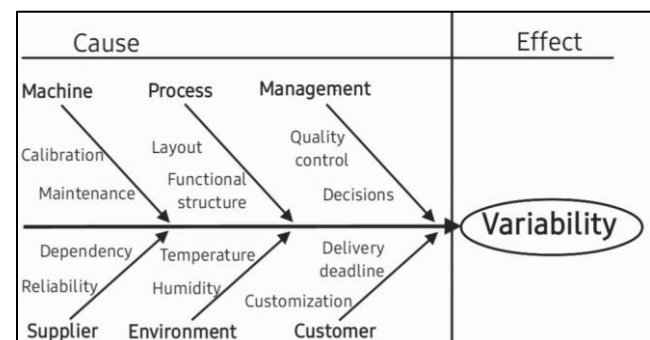 Cause
Effect
Machine
Process
Management
Calibration
Maintenance
Layout
Functional
structure
Quality
control
Decisions
Variability
Dependency
Reliability
Temperature
Humidity
Delivery
deadline
Customization
Supplier
Environment
Customer